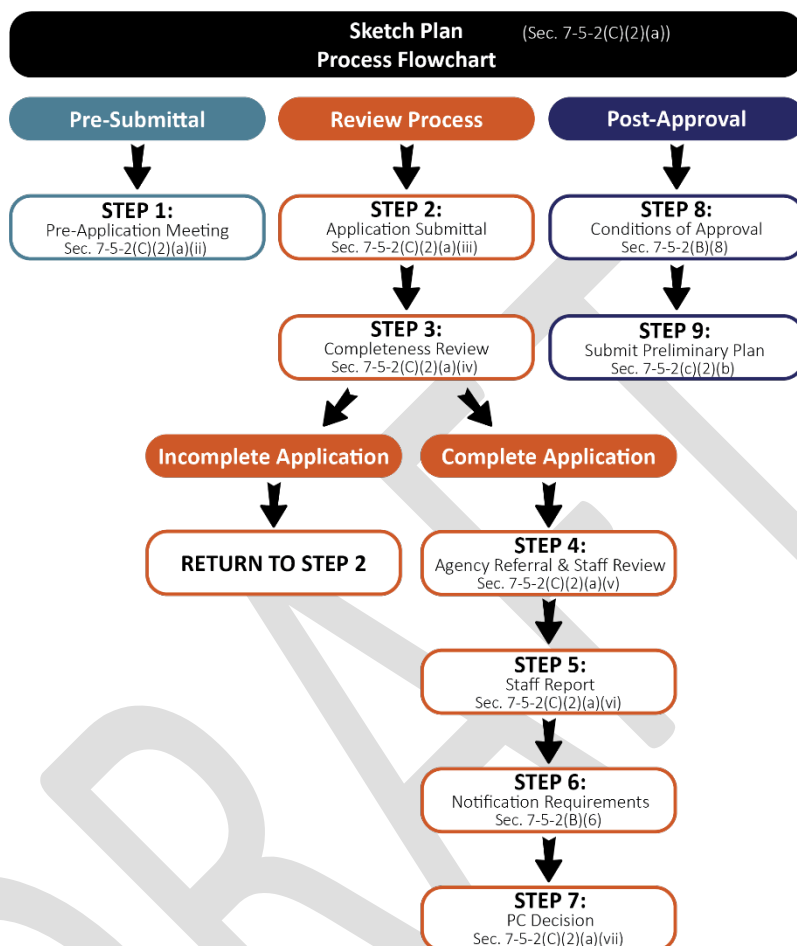 Sketch Plan (Sec. 7-5-2(C)(2)(a))
Process Flowchart
Pre-Submittal
Review Process
Post-Approval
STEP 1:
Pre-Application Meeting
Sec. 7-5-2(C)(2)(a)(ii)
STEP 2:
Application Submittal
Sec. 7-5-2(C)(2)(a)(iii)
STEP 8:
Conditions of Approval
Sec. 7-5-2(B)(8)
STEP 3:
Completeness Review
Sec. 7-5-2(C)(2)(a)(iv)
STEP 9:
Submit Preliminary Plan
Sec. 7-5-2(c)(2)(b)
Incomplete Application
Complete Application
RETURN TO STEP 2
STEP 4:
Agency Referral & Staff Review
Sec. 7-5-2(C)(2)(a)(v)
STEP 5:
Staff Report
Sec. 7-5-2(C)(2)(a)(vi)
STEP 6:
Notification Requirements
Sec. 7-5-2(B)(6)
STEP 7:
PC Decision
Sec. 7-5-2(C)(2)(a)(vii)
DRAFT